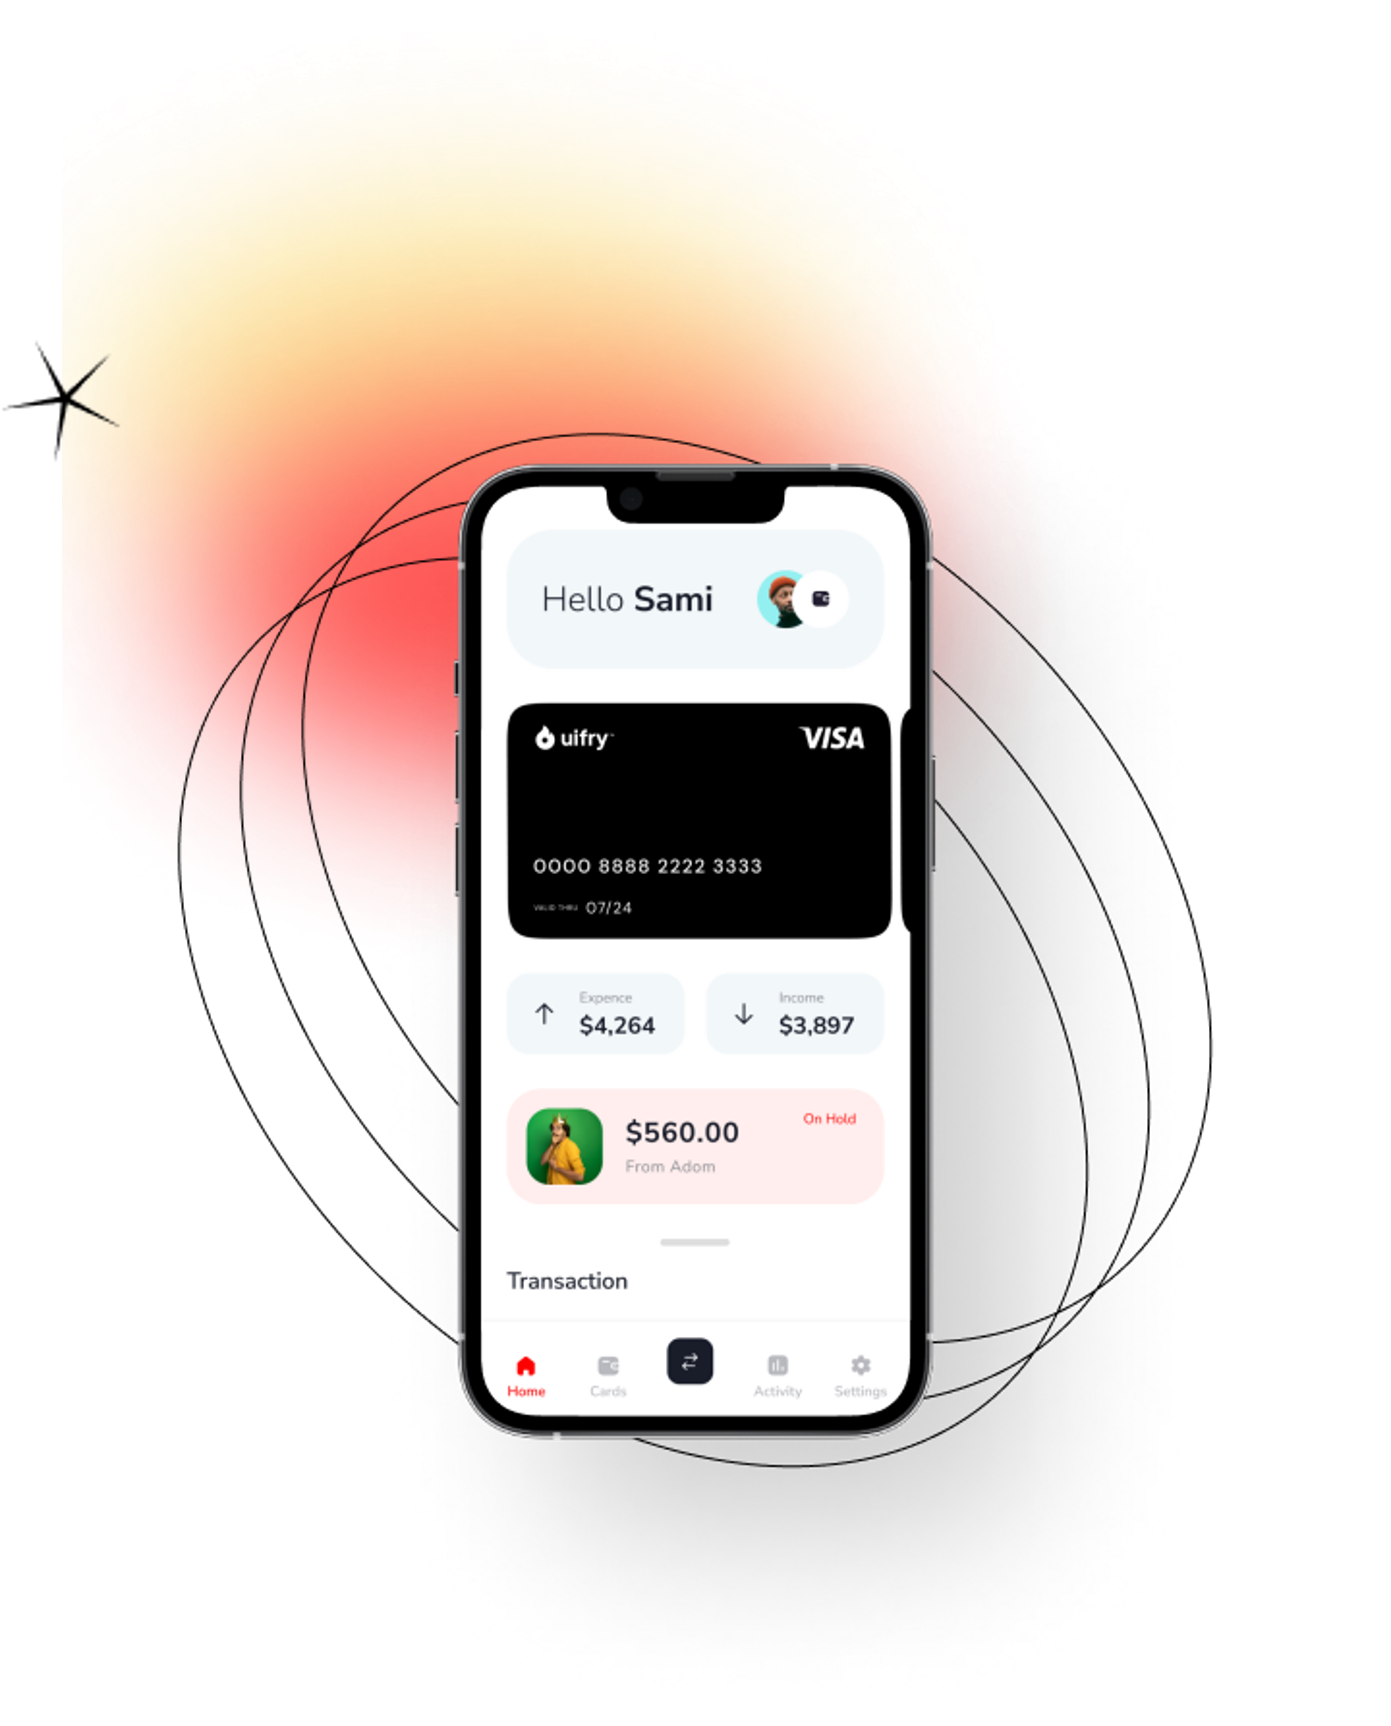 Hello Sami
uifry™
VISA
0000 8888 2222 3333
VALID THRU 07/24
Expence
$4,264
Income
$3,897
$560.00
On Hold
From Adom
Transaction
Home
Cards
Activity
Settings